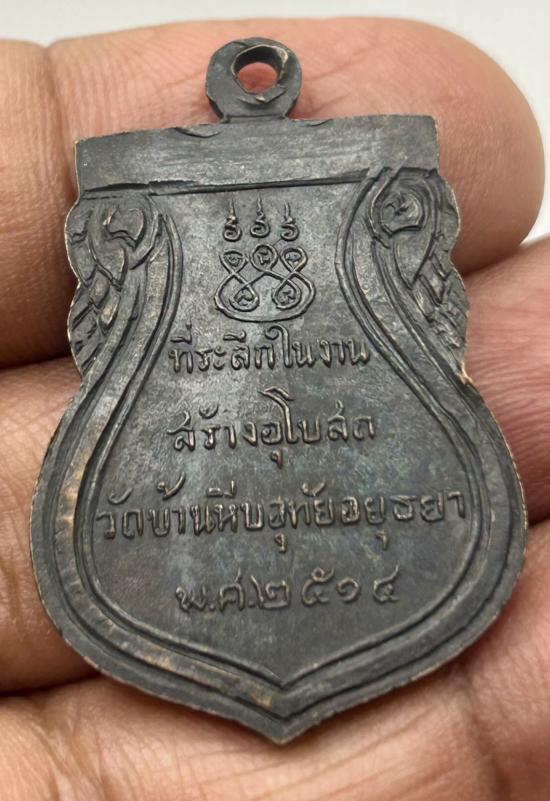 ที่ระลึกในงาน
สร้างอุโบสถ
วัดบ้านหีบอุทัยอยุธยา
พ.ศ.๒๕๑๔